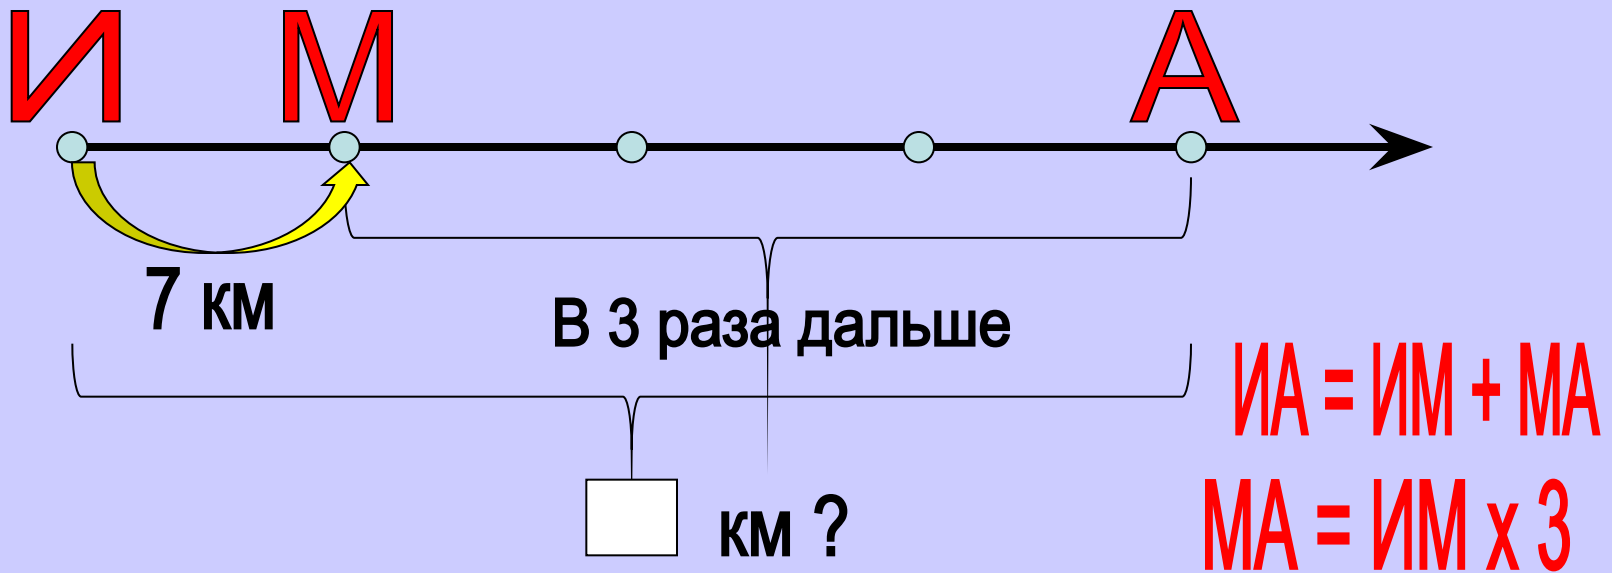 И М А
7 км
В 3 раза дальше
ИА = ИМ + МА
км ?
МА = ИМ х 3